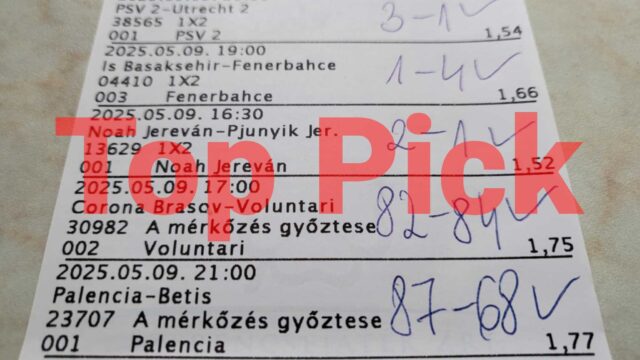 PSV 2-Utrecht 2
38565 1X2 3-1✓
001 PSV 2 1,54
2025.05.09. 19:00
Is Basaksehir-Fenerbahce
04410 1X2 1-4✓
003 Fenerbahce 1,66
2025.05.09. 16:30
Noah Jereván-Pjunyik Jer.
13629 1X2 2-1✓
001 Noah Jereván 1,52
Top Pick
2025.05.09. 17:00
Corona Brasov-Voluntari
30982 A mérkőzés győztese 82-84✓
002 Voluntari 1,75
2025.05.09. 21:00
Palencia-Betis
23707 A mérkőzés győztese 87-68✓
001 Palencia 1,77